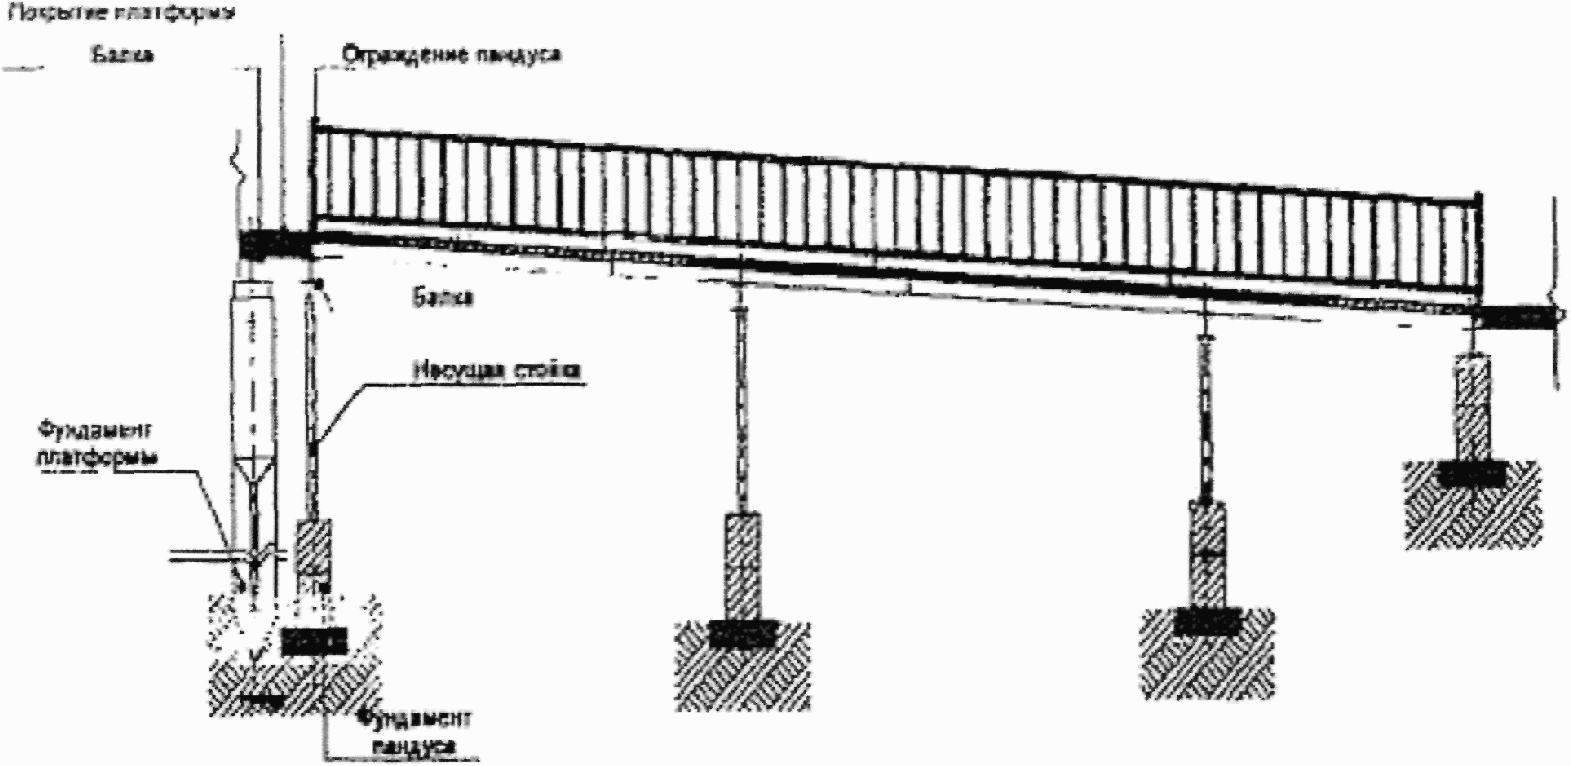 Покрытие платформы
Балка
Ограждение пандуса
Балка
Несущая стойка
Фундамент
платформы
Фундамент
пандуса